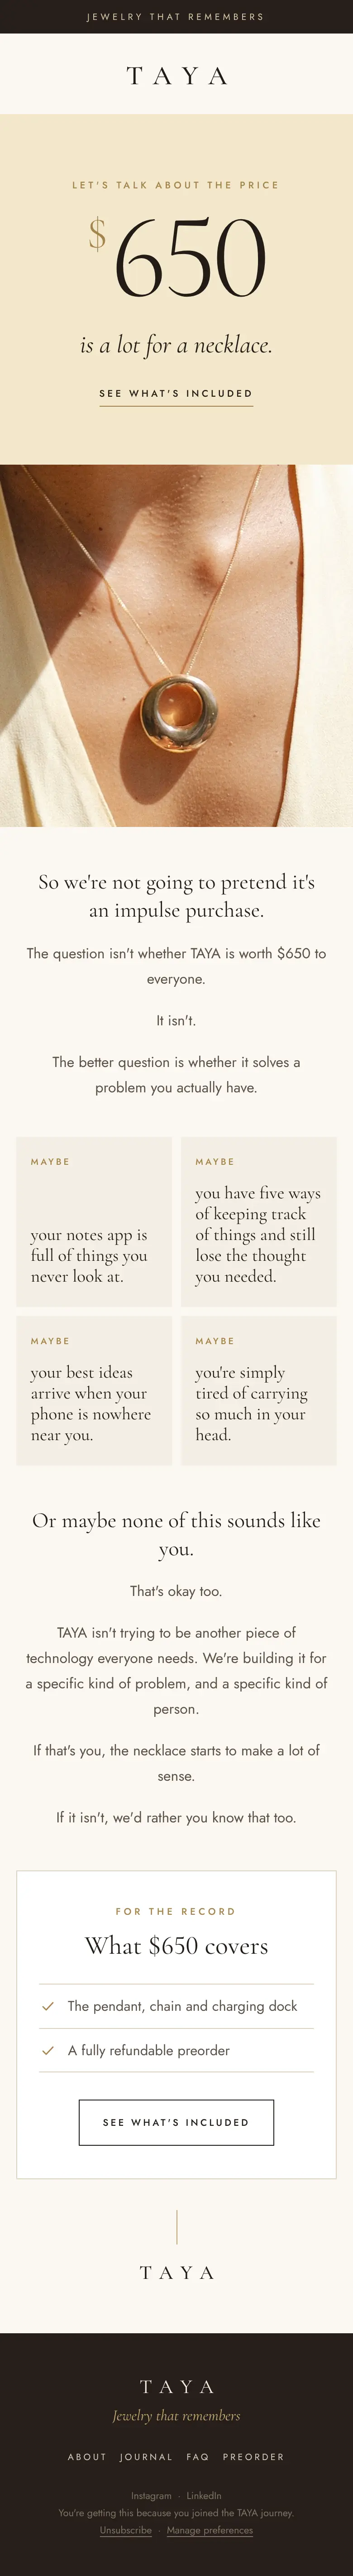 JEWELRY THAT REMEMBERS
TAYA
LET'S TALK ABOUT THE PRICE
$650
is a lot for a necklace.
SEE WHAT'S INCLUDED
So we're not going to pretend it's
an impulse purchase.
The question isn't whether TAYA is worth $650 to
everyone.
It isn't.
The better question is whether it solves a
problem you actually have.
MAYBE
your notes app is
full of things you
never look at.
MAYBE
you have five ways
of keeping track
of things and still
lose the thought
you needed.
MAYBE
your best ideas
arrive when your
phone is nowhere
near you.
MAYBE
you're simply
tired of carrying
so much in your
head.
Or maybe none of this sounds like
you.
That's okay too.
TAYA isn't trying to be another piece of
technology everyone needs. We're building it for
a specific kind of problem, and a specific kind of
person.
If that's you, the necklace starts to make a lot of
sense.
If it isn't, we'd rather you know that too.
FOR THE RECORD
What $650 covers
The pendant, chain and charging dock
A fully refundable preorder
SEE WHAT'S INCLUDED
TAYA
TAYA
Jewelry that remembers
ABOUT JOURNAL FAQ PREORDER
Instagram · LinkedIn
You're getting this because you joined the TAYA journey.
Unsubscribe · Manage preferences